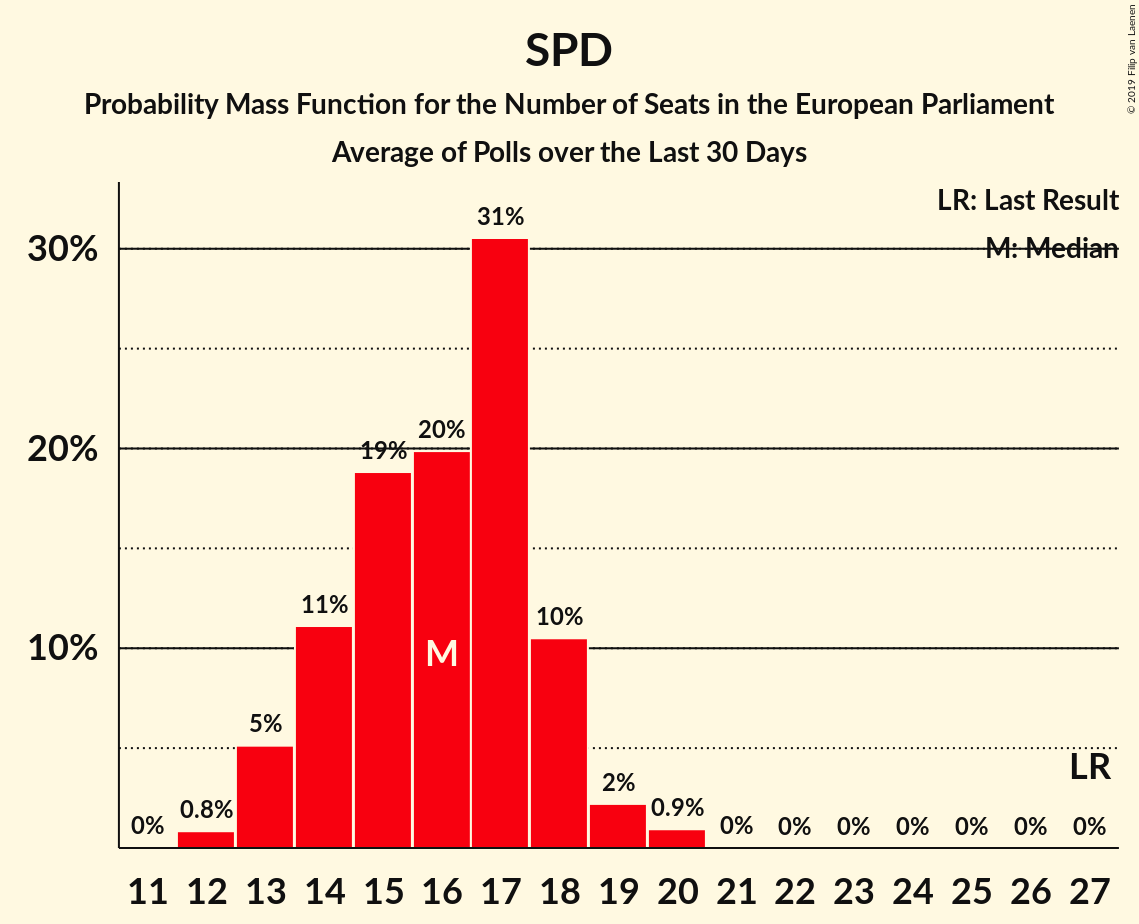 SPD
Probability Mass Function for the Number of Seats in the European Parliament
Average of Polls over the Last 30 Days
© 2019 Filip van Laenen
LR: Last Result
M: Median
30%
20%
10%
0%
0.8%
5%
11%
19%
20%
31%
10%
2%
0.9%
0%
0%
0%
0%
0%
0%
0%
M
LR
11 12 13 14 15 16 17 18 19 20 21 22 23 24 25 26 27